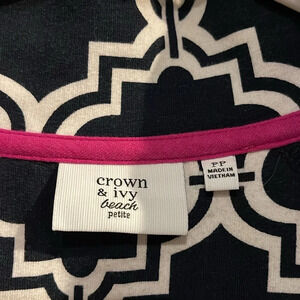 crown
& ivy
beach
petite
PP
MADE IN
VIETNAM